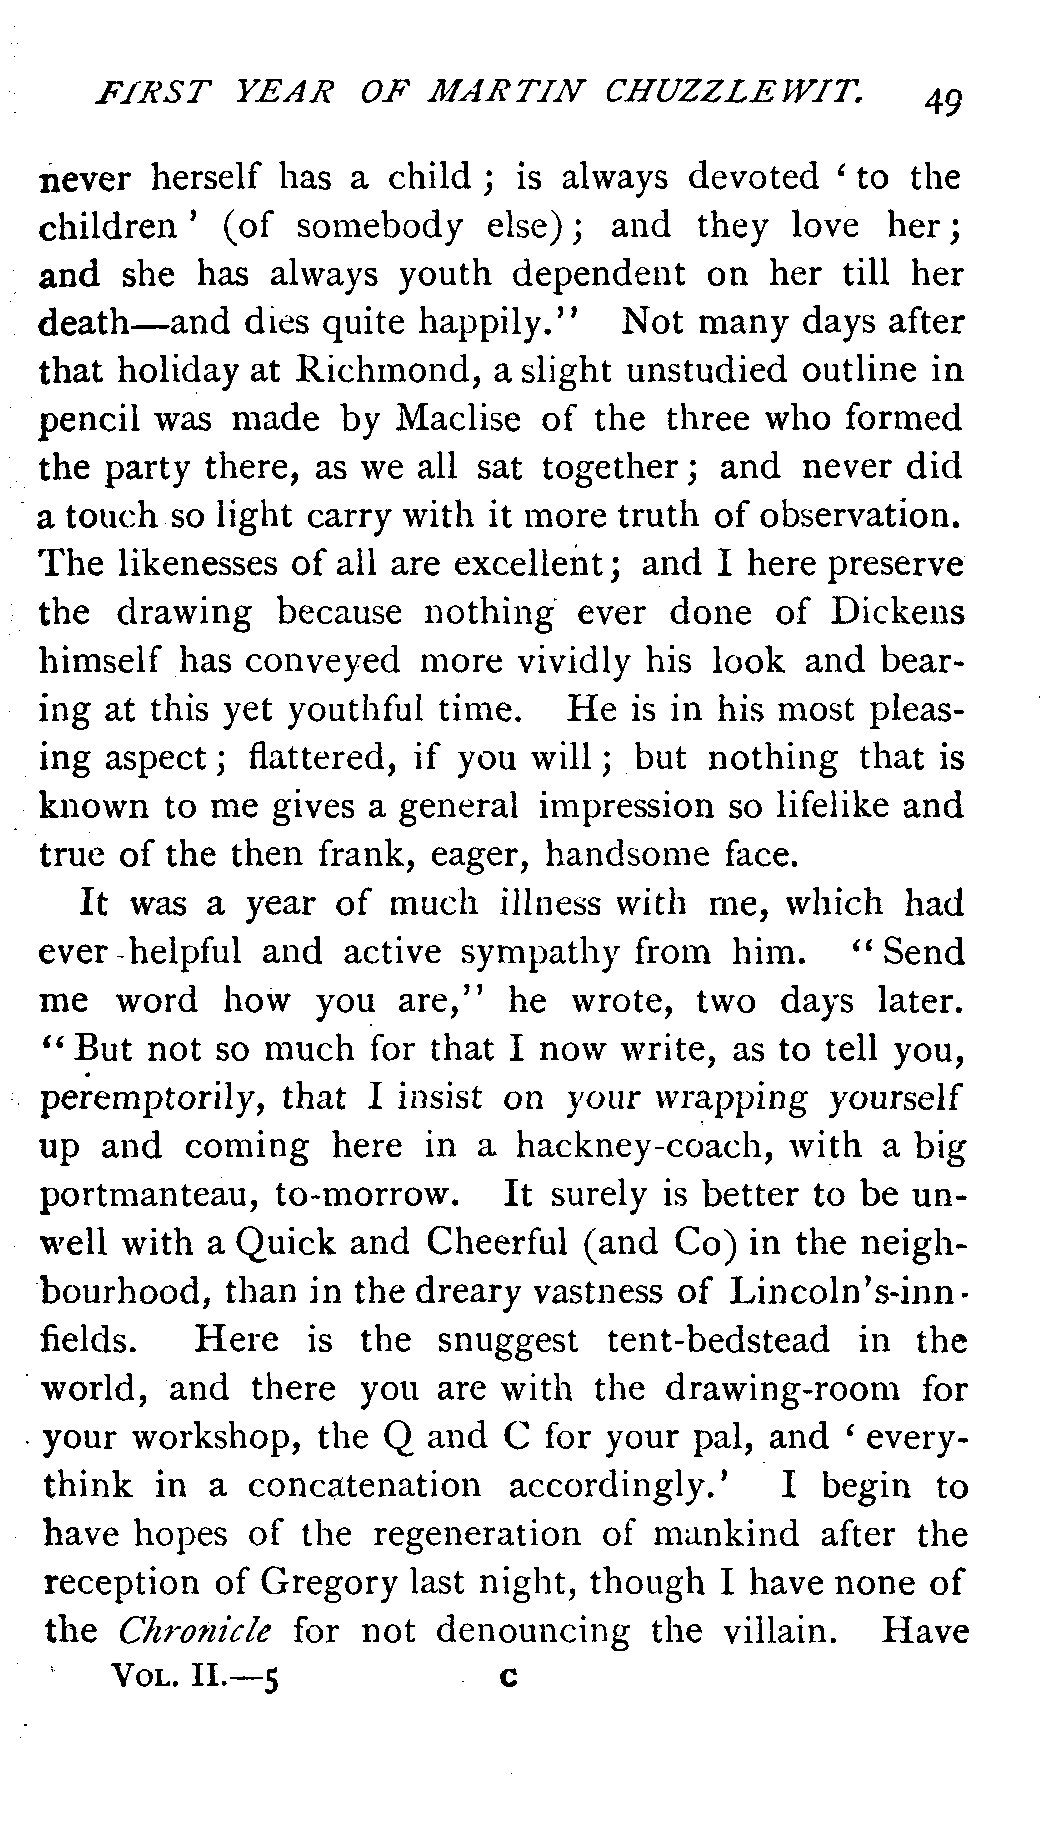 FIRST YEAR OF MARTIN CHUZZLEWIT. 49
never herself has a child ; is always devoted ‘ to the
children ’ (of somebody else) ; and they love her ;
and she has always youth dependent on her till her
death—and dies quite happily.” Not many days after
that holiday at Richmond, a slight unstudied outline in
pencil was made by Maclise of the three who formed
the party there, as we all sat together ; and never did
a touch so light carry with it more truth of observation.
The likenesses of all are excellent ; and I here preserve
the drawing because nothing ever done of Dickens
himself has conveyed more vividly his look and bear-
ing at this yet youthful time. He is in his most pleas-
ing aspect ; flattered, if you will ; but nothing that is
known to me gives a general impression so lifelike and
true of the then frank, eager, handsome face.
It was a year of much illness with me, which had
ever helpful and active sympathy from him. “ Send
me word how you are,” he wrote, two days later.
“ But not so much for that I now write, as to tell you,
peremptorily, that I insist on your wrapping yourself
up and coming here in a hackney-coach, with a big
portmanteau, to-morrow. It surely is better to be un-
well with a Quick and Cheerful (and Co) in the neigh-
bourhood, than in the dreary vastness of Lincoln’s-inn-
fields. Here is the snuggest tent-bedstead in the
world, and there you are with the drawing-room for
your workshop, the Q and C for your pal, and ‘ every-
think in a concatenation accordingly.’ I begin to
have hopes of the regeneration of mankind after the
reception of Gregory last night, though I have none of
the Chronicle for not denouncing the villain. Have
VOL. II.—5 C